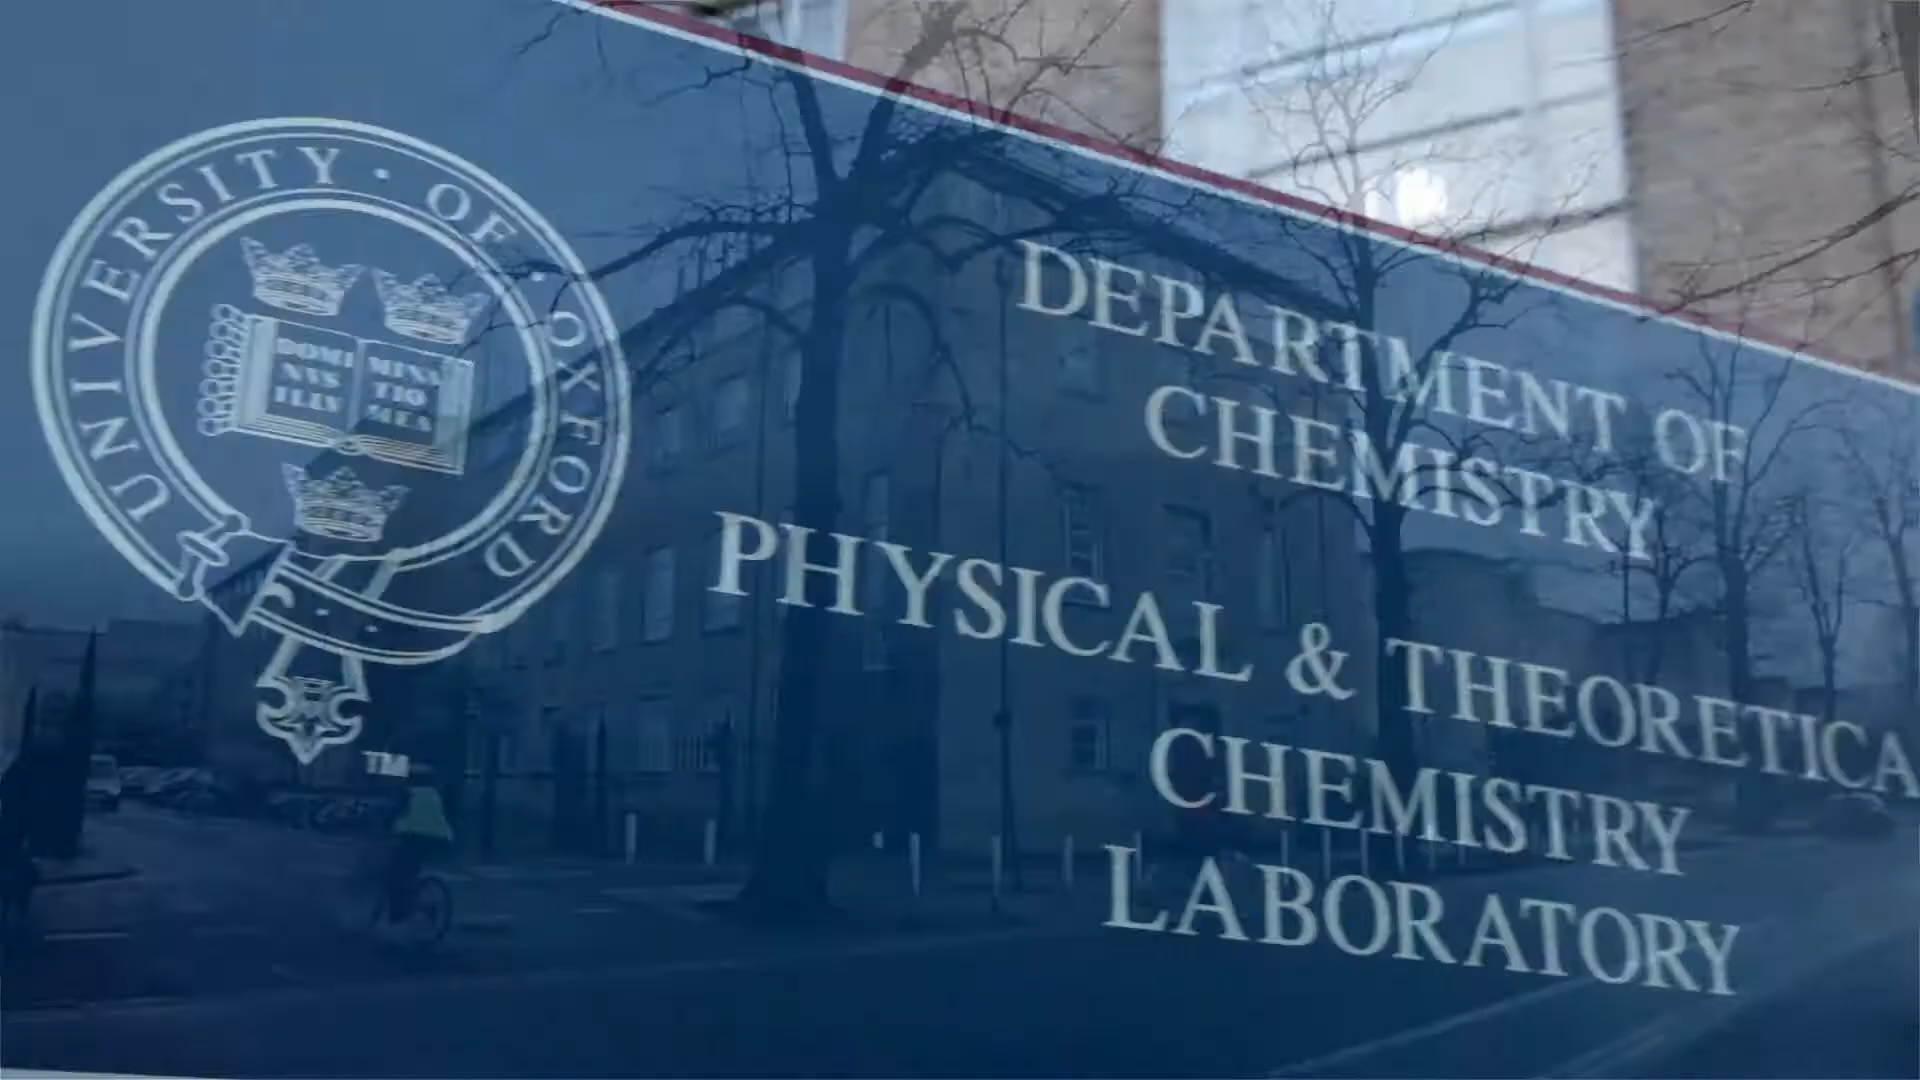 UNIVERSITY · OF · OXFORD
DOMI MINA
NVS TIO
ILLV MEA
TM
DEPARTMENT OF
CHEMISTRY
PHYSICAL & THEORETICA
CHEMISTRY
LABORATORY